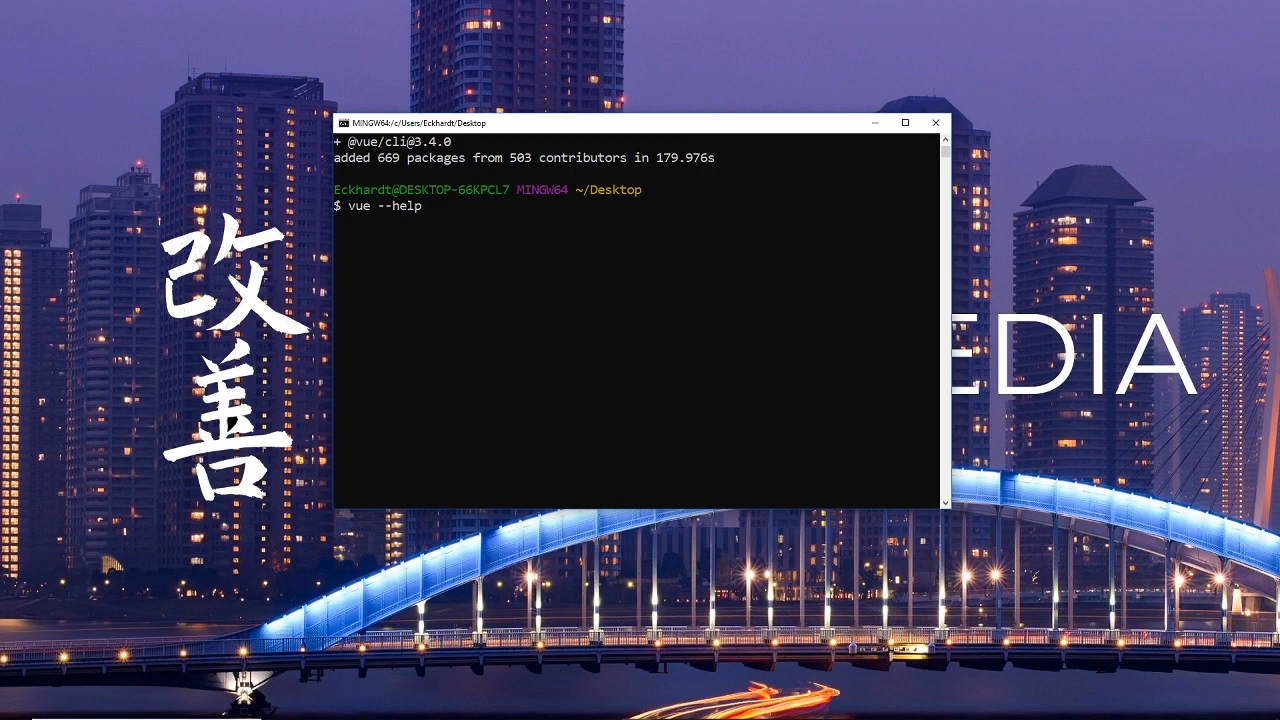 MINGW64:/c/Users/Eckhardt/Desktop
+ @vue/cli@3.4.0
added 669 packages from 503 contributors in 179.976s
Eckhardt@DESKTOP-66KPCL7 MINGW64 ~/Desktop
$ vue --help
改善
EDIA